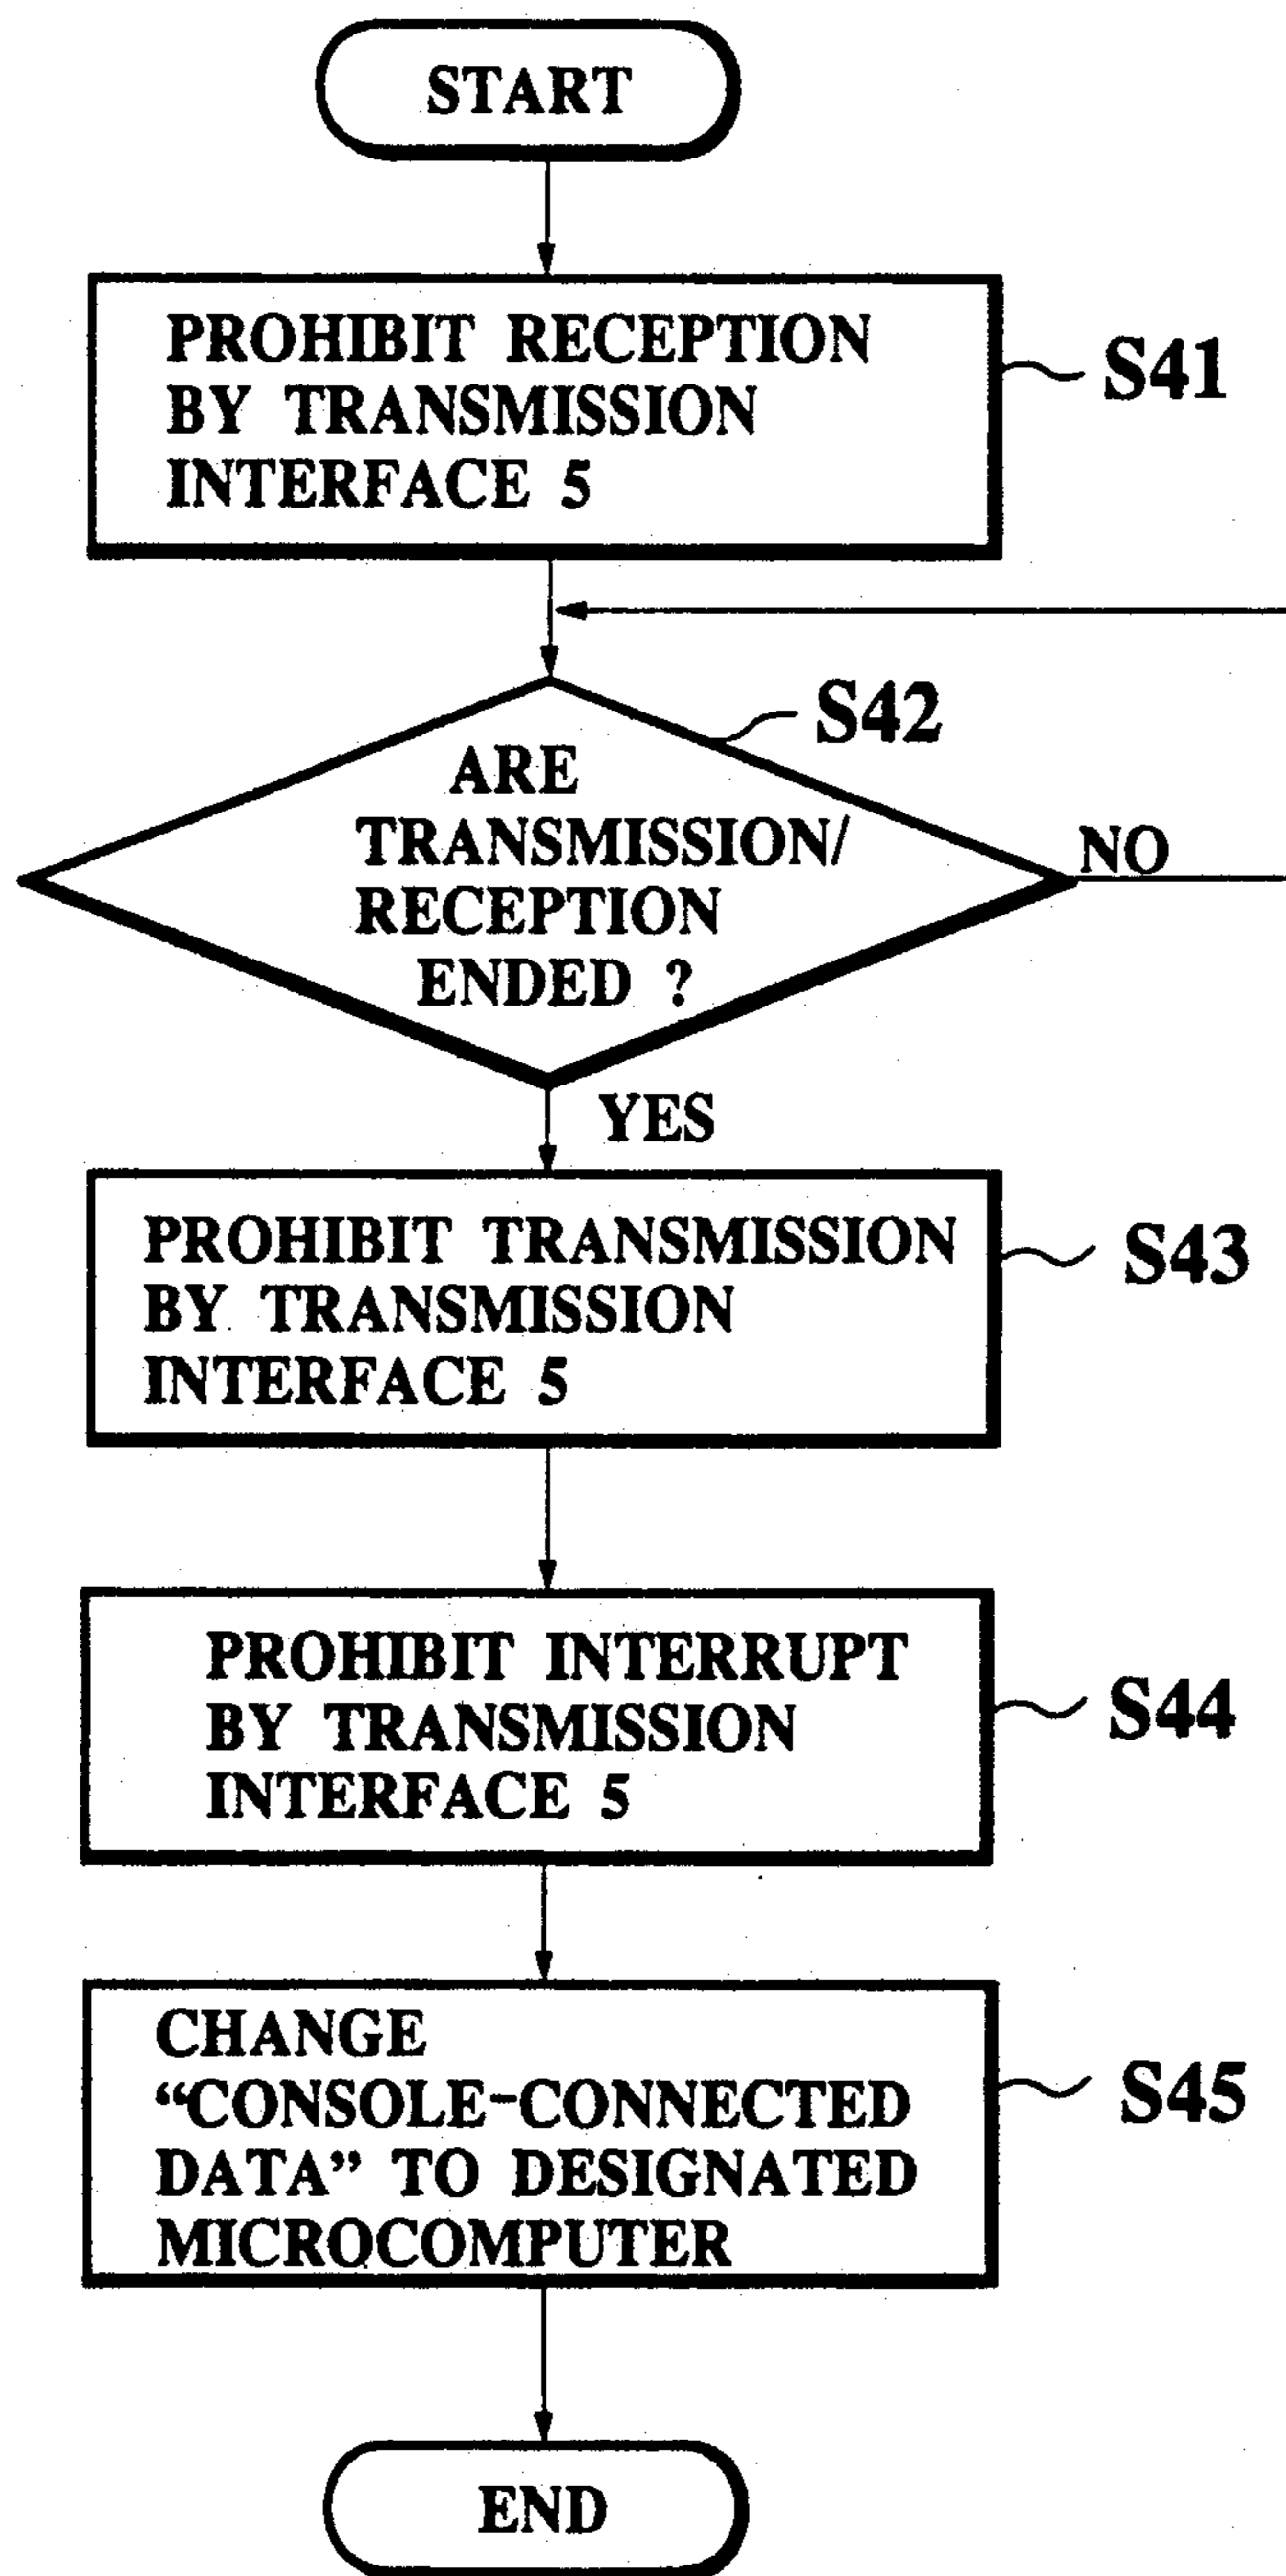 START
PROHIBIT RECEPTION
BY TRANSMISSION
INTERFACE 5
S41
S42
ARE
TRANSMISSION/
RECEPTION
ENDED ?
NO
YES
PROHIBIT TRANSMISSION
BY TRANSMISSION
INTERFACE 5
S43
PROHIBIT INTERRUPT
BY TRANSMISSION
INTERFACE 5
S44
CHANGE
“CONSOLE-CONNECTED
DATA” TO DESIGNATED
MICROCOMPUTER
S45
END